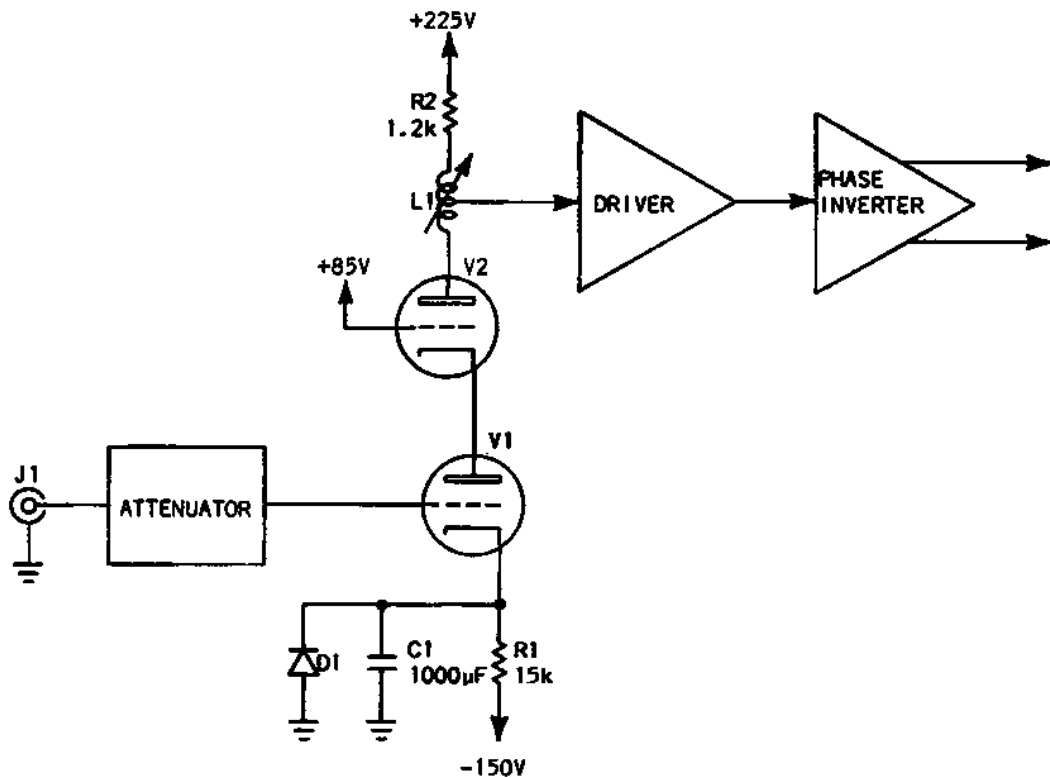 +225V
R2
1.2k
L1
DRIVER
PHASE
INVERTER
+85V
V2
V1
J1
ATTENUATOR
D1
C1
1000µF
R1
15k
-150V